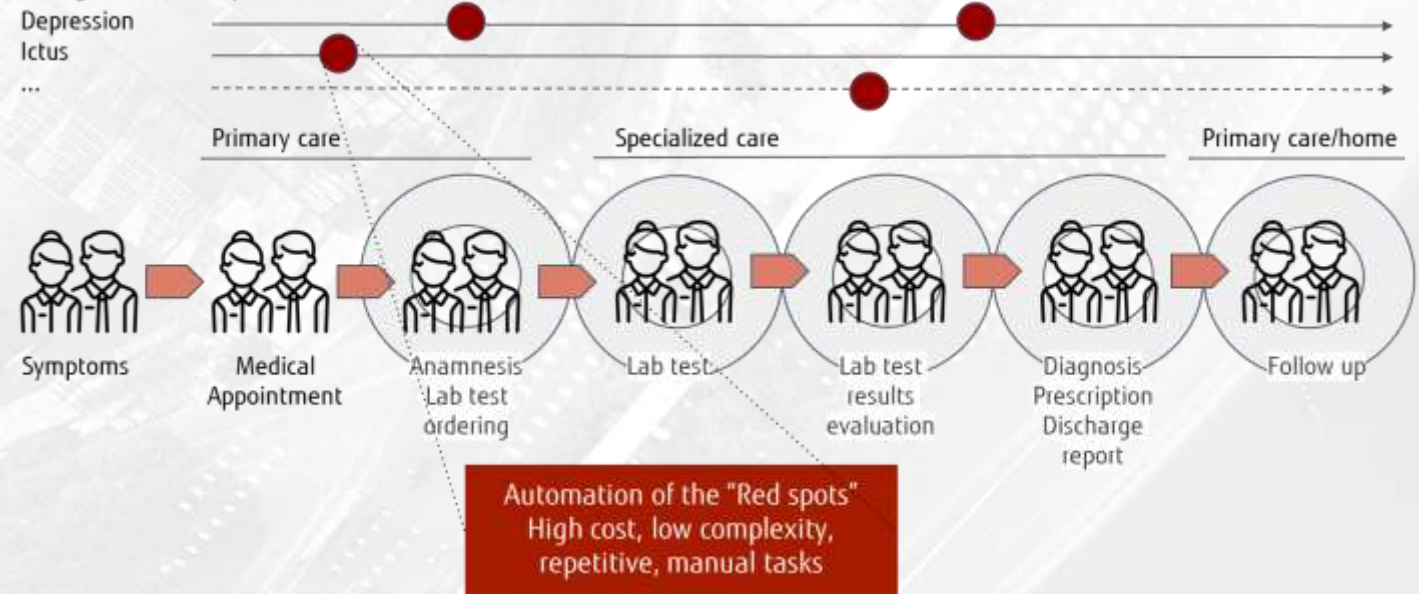 Depression
Ictus
...
Primary care
Specialized care
Primary care/home
Symptoms
Medical
Appointment
Anamnesis
Lab test
ordering
Lab test
Lab test
results
evaluation
Diagnosis
Prescription
Discharge
report
Follow up
Automation of the "Red spots"
High cost, low complexity,
repetitive, manual tasks